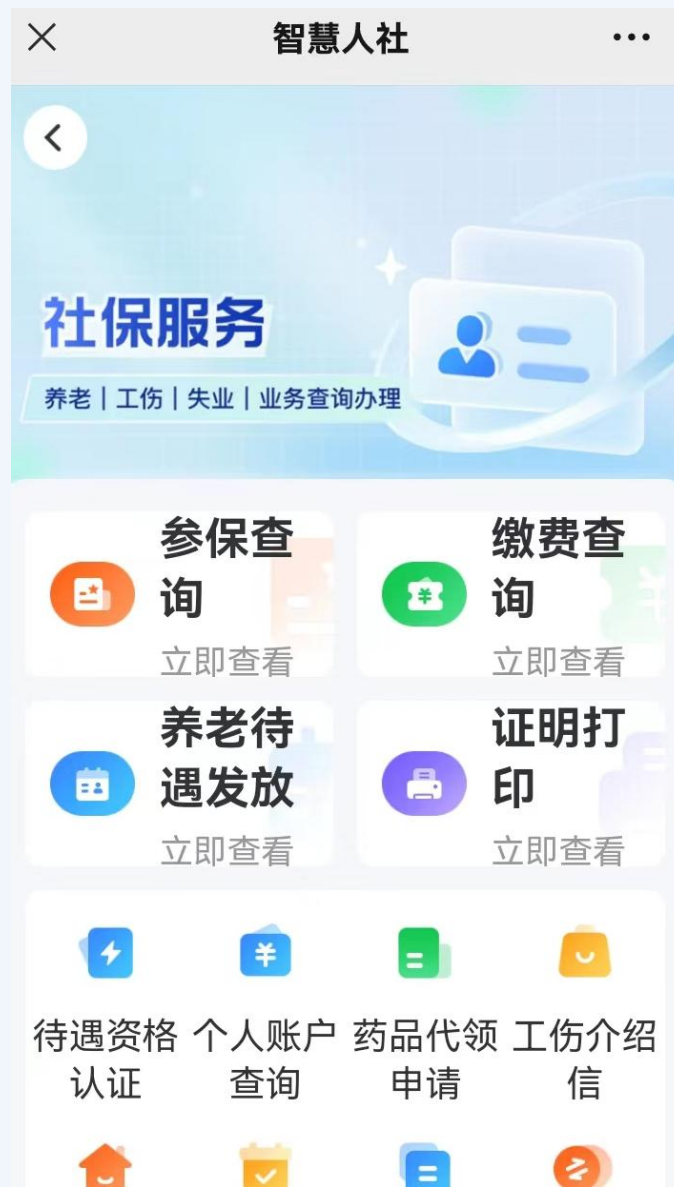 智慧人社
社保服务
养老|工伤|失业|业务查询办理
参保查
询
立即查看
缴费查
询
立即查看
养老待
遇发放
立即查看
证明打
印
立即查看
待遇资格
认证
个人账户
查询
药品代领
申请
工伤介绍
信